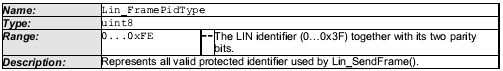 Name: Lin_FramePidType
Type: uint8
Range: 0...0xFE -- The LIN identifier (0...0x3F) together with its two parity
bits.
Description: Represents all valid protected identifier used by Lin_SendFrame().